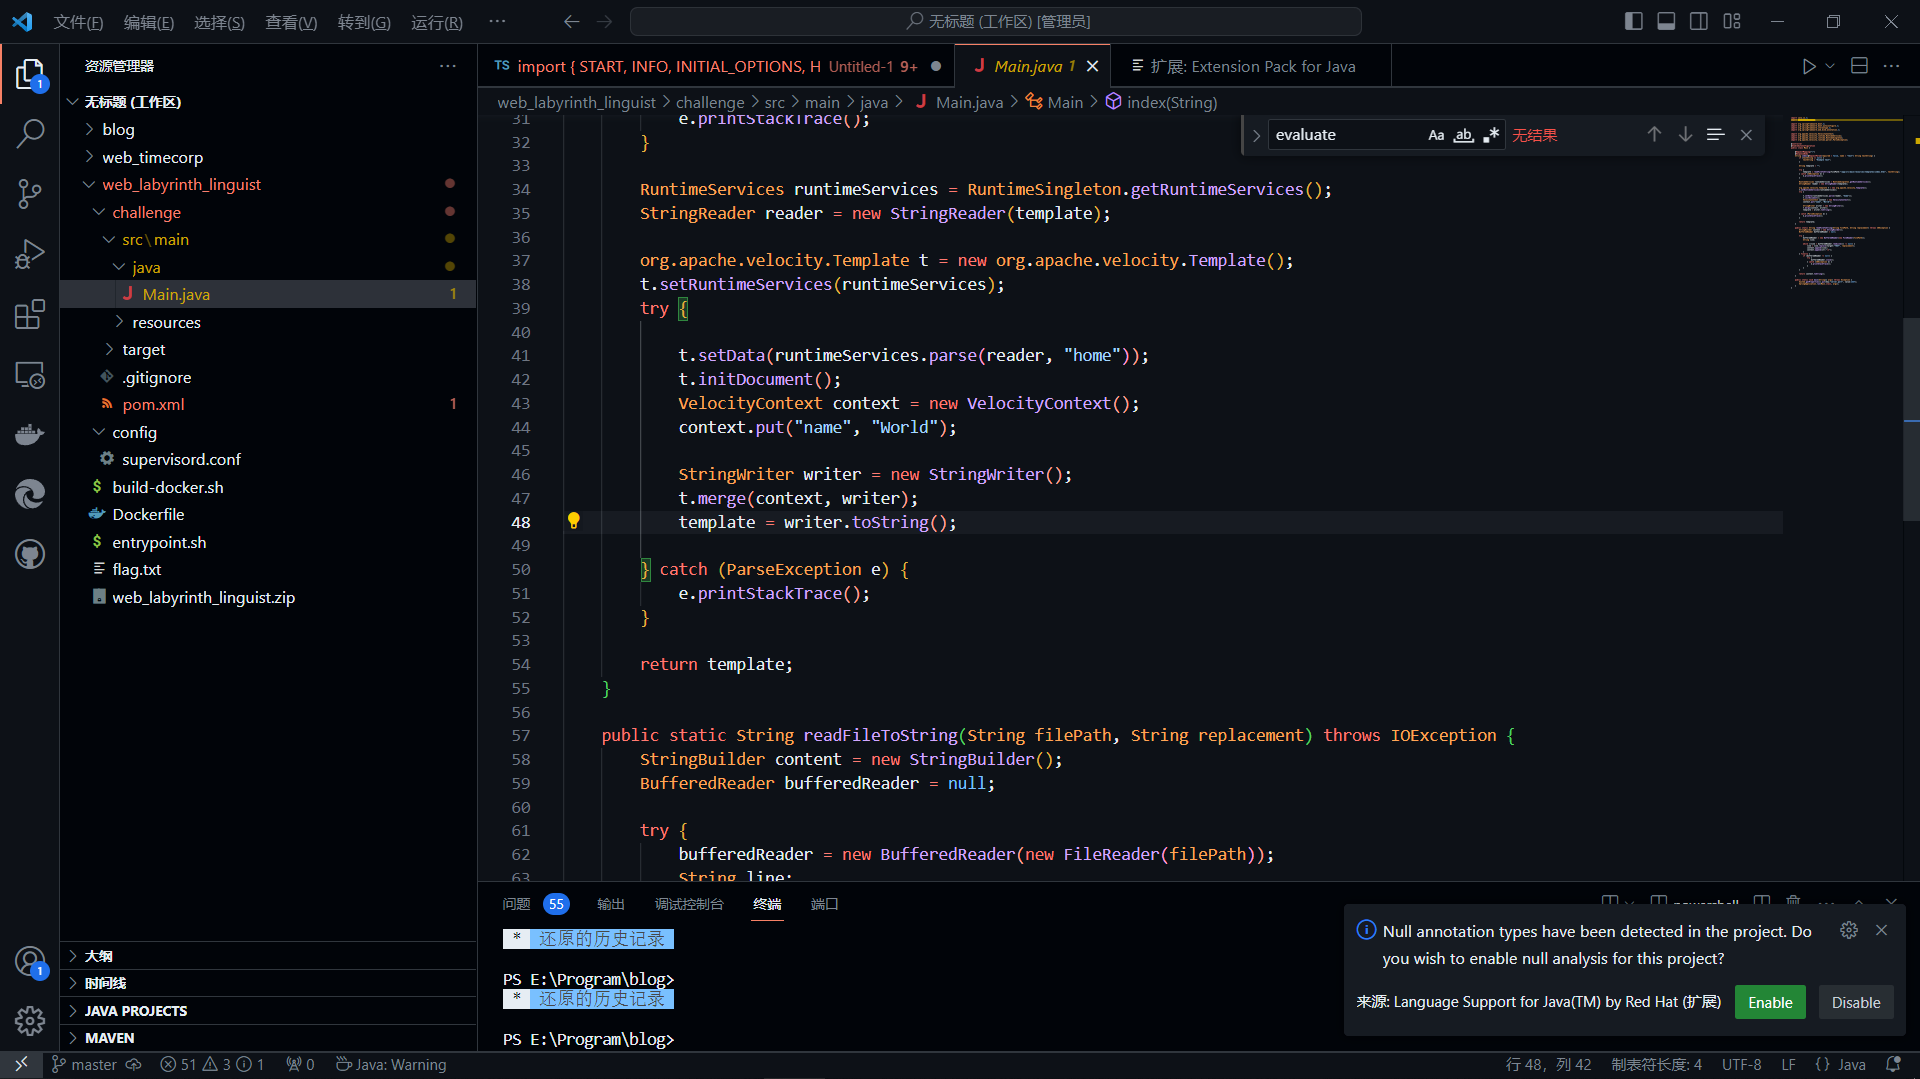 文件(F) 编辑(E) 选择(S) 查看(V) 转到(G) 运行(R) ··· 无标题 (工作区) [管理员]
资源管理器 ···
无标题 (工作区)
blog
web_timecorp
web_labyrinth_linguist
challenge
src\main
java
Main.java 1
resources
target
.gitignore
pom.xml 1
config
supervisord.conf
build-docker.sh
Dockerfile
entrypoint.sh
flag.txt
web_labyrinth_linguist.zip
大纲
时间线
JAVA PROJECTS
MAVEN
TS import { START, INFO, INITIAL_OPTIONS, H Untitled-1 9+ ●
J Main.java 1
扩展: Extension Pack for Java
web_labyrinth_linguist > challenge > src > main > java > J Main.java > Main > index(String)
evaluate Aa ab 无结果
31 e.printStackTrace();
32 }
33
34 RuntimeServices runtimeServices = RuntimeSingleton.getRuntimeServices();
35 StringReader reader = new StringReader(template);
36
37 org.apache.velocity.Template t = new org.apache.velocity.Template();
38 t.setRuntimeServices(runtimeServices);
39 try {
40
41 t.setData(runtimeServices.parse(reader, "home"));
42 t.initDocument();
43 VelocityContext context = new VelocityContext();
44 context.put("name", "World");
45
46 StringWriter writer = new StringWriter();
47 t.merge(context, writer);
48 template = writer.toString();
49
50 } catch (ParseException e) {
51 e.printStackTrace();
52 }
53
54 return template;
55 }
56
57 public static String readFileToString(String filePath, String replacement) throws IOException {
58 StringBuilder content = new StringBuilder();
59 BufferedReader bufferedReader = null;
60
61 try {
62 bufferedReader = new BufferedReader(new FileReader(filePath));
63 String line;
问题 55 输出 调试控制台 终端 端口
powershell
* 还原的历史记录
PS E:\Program\blog>
* 还原的历史记录
PS E:\Program\blog>
Null annotation types have been detected in the project. Do
you wish to enable null analysis for this project?
来源: Language Support for Java(TM) by Red Hat (扩展) Enable Disable
master 51 3 1 0 Java: Warning
行 48，列 42 制表符长度: 4 UTF-8 LF {} Java